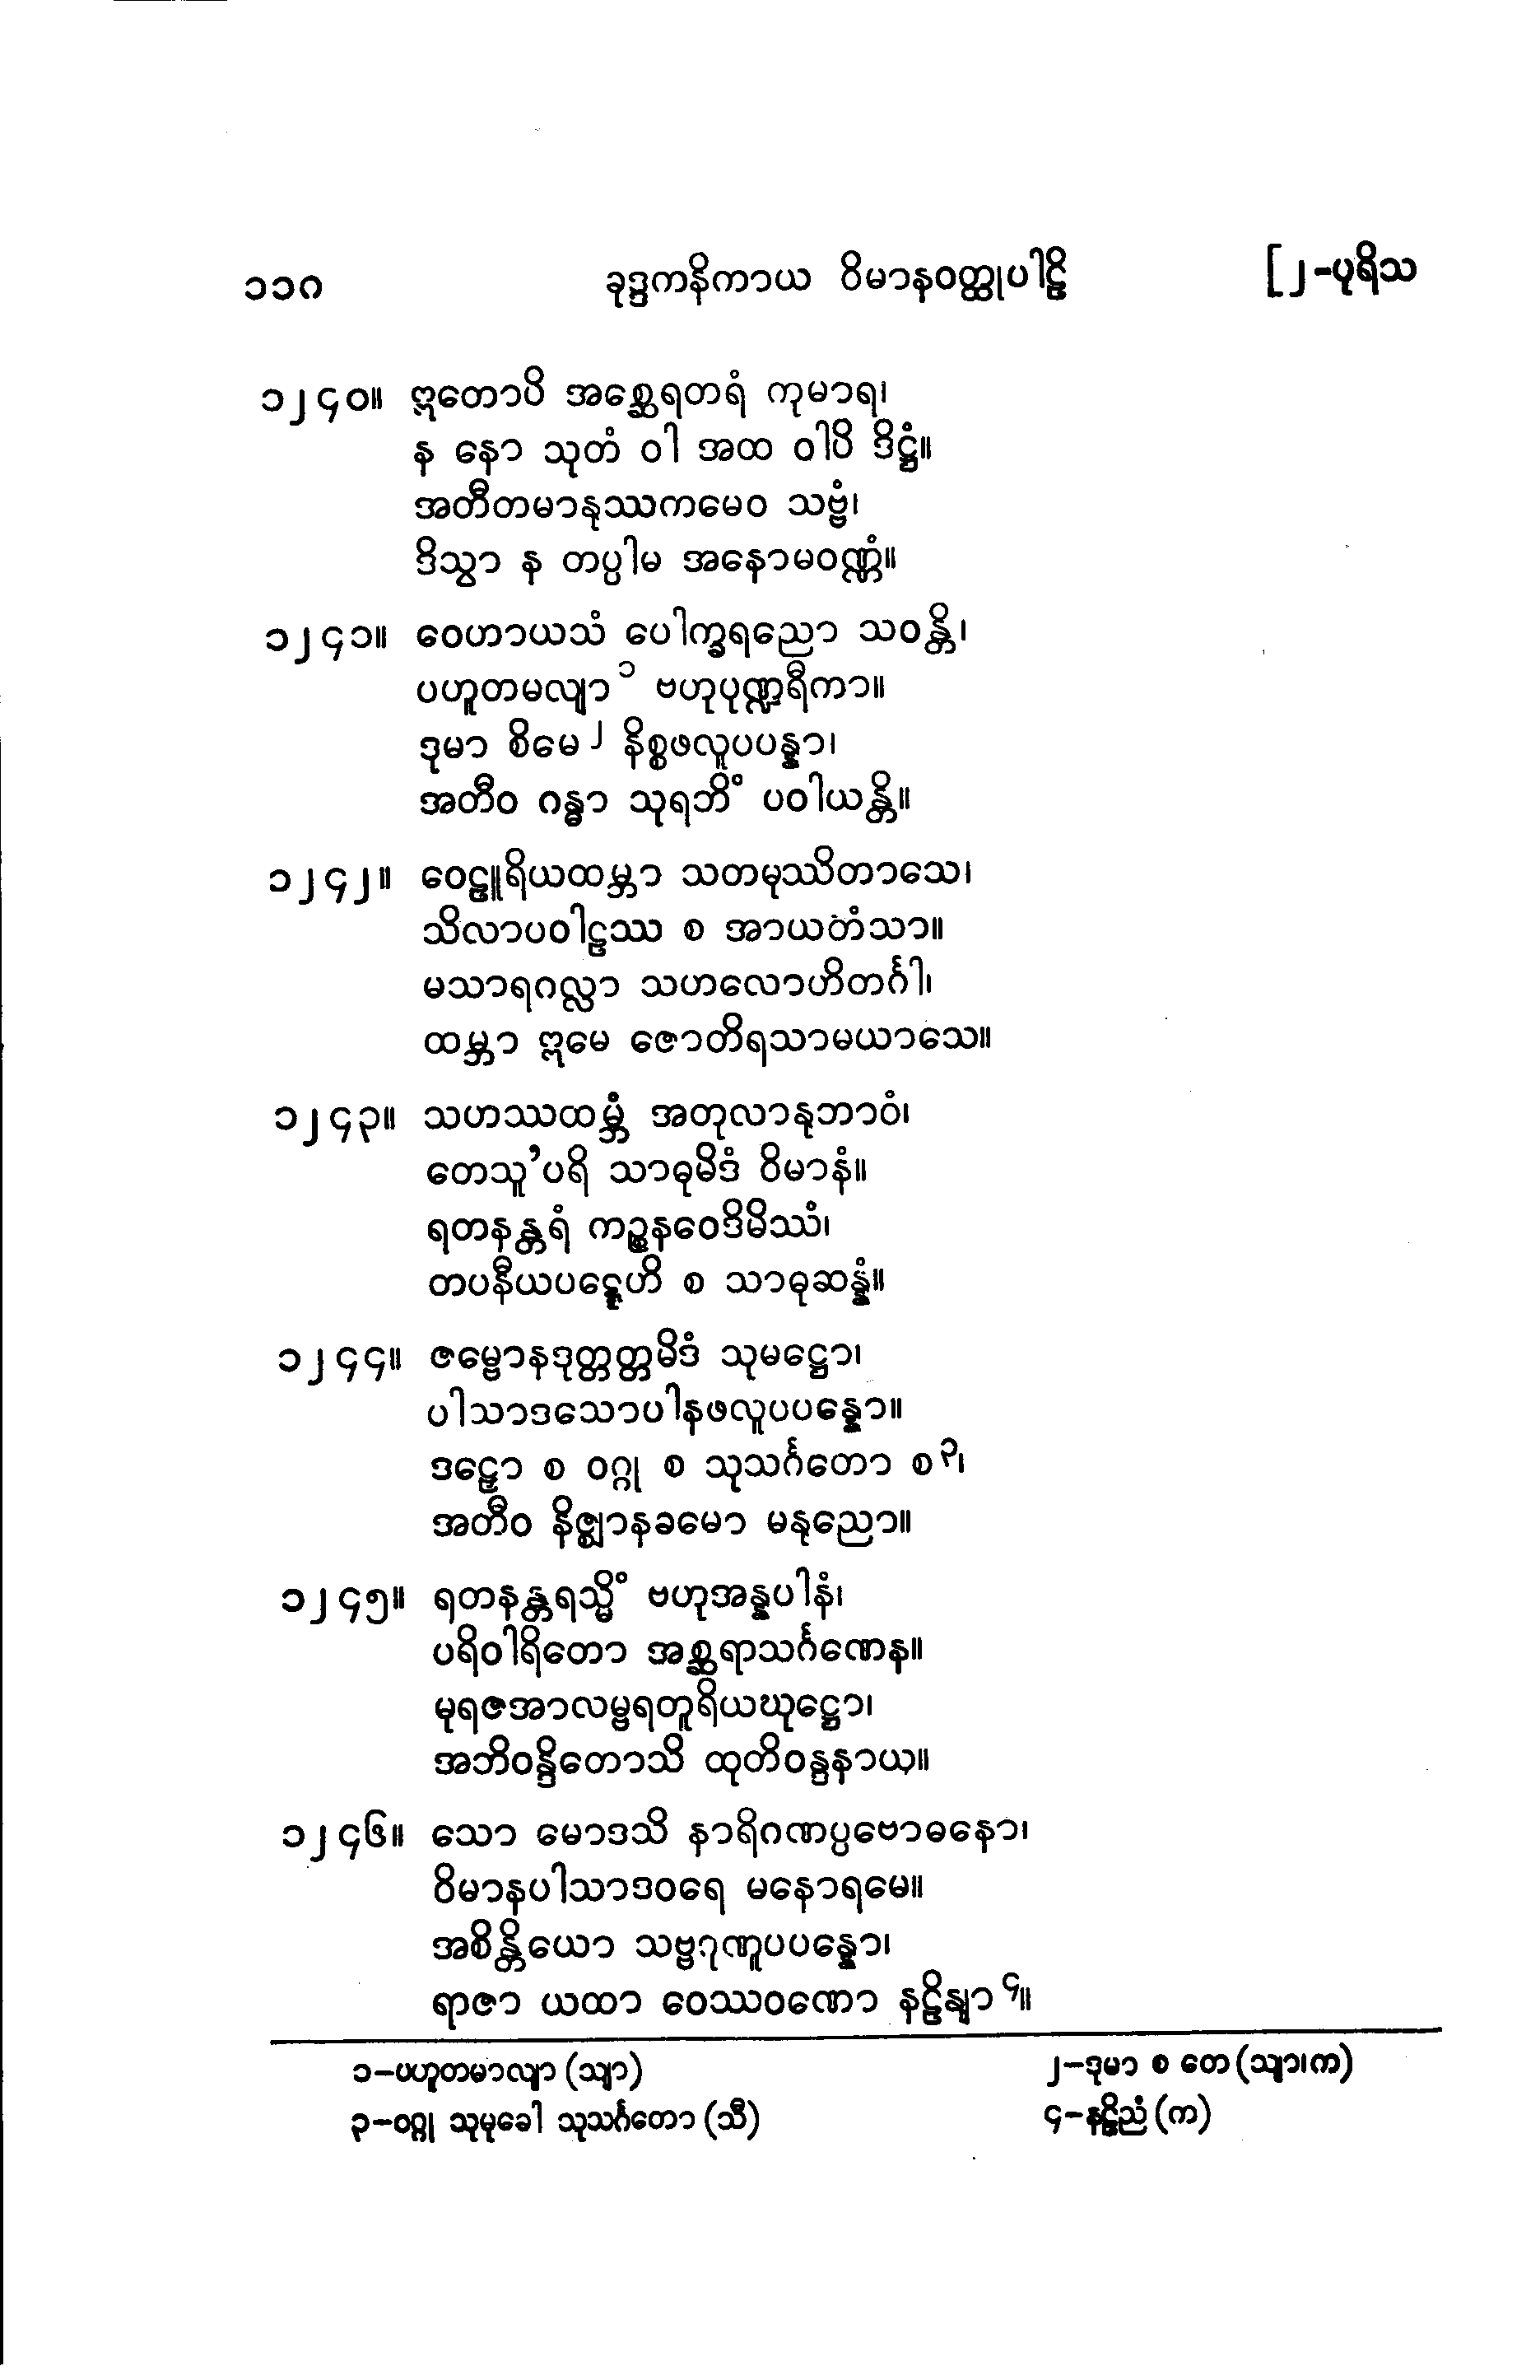 ၁၁၈ ခုဒ္ဒကနိကာယ ဝိမာနဝတ္ထုပါဠိ [၂-ပုရိသ
၁၂၄၀။ ဣတောပိ အစ္ဆေရတရံ ကုမာရ၊
န နော သုတံ ဝါ အထ ဝါပိ ဒိဋ္ဌံ။
အတီတမာနုဿကမေဝ သဗ္ဗံ၊
ဒိသွာ န တပ္ပါမ အနောမဝဏ္ဏံ။
၁၂၄၁။ ဝေဟာယသံ ပေါက္ခရညော သဝန္တိ၊
ပဟူတမလျာ ၁ ဗဟုပုဏ္ဍရီကာ။
ဒုမာ စိမေ ၂ နိစ္စဖလူပပန္နာ၊
အတီဝ ဂန္ဓာ သုရဘိံ ပဝါယန္တိ။
၁၂၄၂။ ဝေဠူရိယထမ္ဘာ သတမုဿိတာသေ၊
သိလာပဝါဠဿ စ အာယတံသာ။
မသာရဂလ္လာ သဟလောဟိတင်္ဂါ၊
ထမ္ဘာ ဣမေ ဇောတိရသာမယာသေ။
၁၂၄၃။ သဟဿထမ္ဘံ အတုလာနုဘာဝံ၊
တေသူ’ပရိ သာဓုမိဒံ ဝိမာနံ။
ရတနန္တရံ ကဉ္စနဝေဒိမိဿံ၊
တပနီယပဋ္ဋေဟိ စ သာဓုဆန္နံ။
၁၂၄၄။ ဇမ္ဗောနဒုတ္တတ္တမိဒံ သုမဋ္ဌော၊
ပါသာဒသောပါနဖလူပပန္နော။
ဒဠှော စ ဝဂ္ဂု စ သုသင်္ဂတော စ ၃၊
အတီဝ နိဇ္ဈာနခမော မနုညော။
၁၂၄၅။ ရတနန္တရသ္မိံ ဗဟုအန္နပါနံ၊
ပရိဝါရိတော အစ္ဆရာသင်္ဂဏေန။
မုရဇအာလမ္ဗရတူရိယဃုဋ္ဌော၊
အဘိဝန္ဒိတောသိ ထုတိဝန္ဒနာယ။
၁၂၄၆။ သော မောဒသိ နာရိဂဏပ္ပဗောဓနော၊
ဝိမာနပါသာဒဝရေ မနောရမေ။
အစိန္တိယော သဗ္ဗဂုဏူပပန္နော၊
ရာဇာ ယထာ ဝေဿဝဏော နဠိနျာ ၄။
၁−ပဟူတမာလျာ (သျာ) ၂−ဒုမာ စ တေ (သျာ၊က)
၃−ဝဂ္ဂု သုမုခေါ သုသင်္ဂတော (သီ) ၄−နဠိညံ (က)